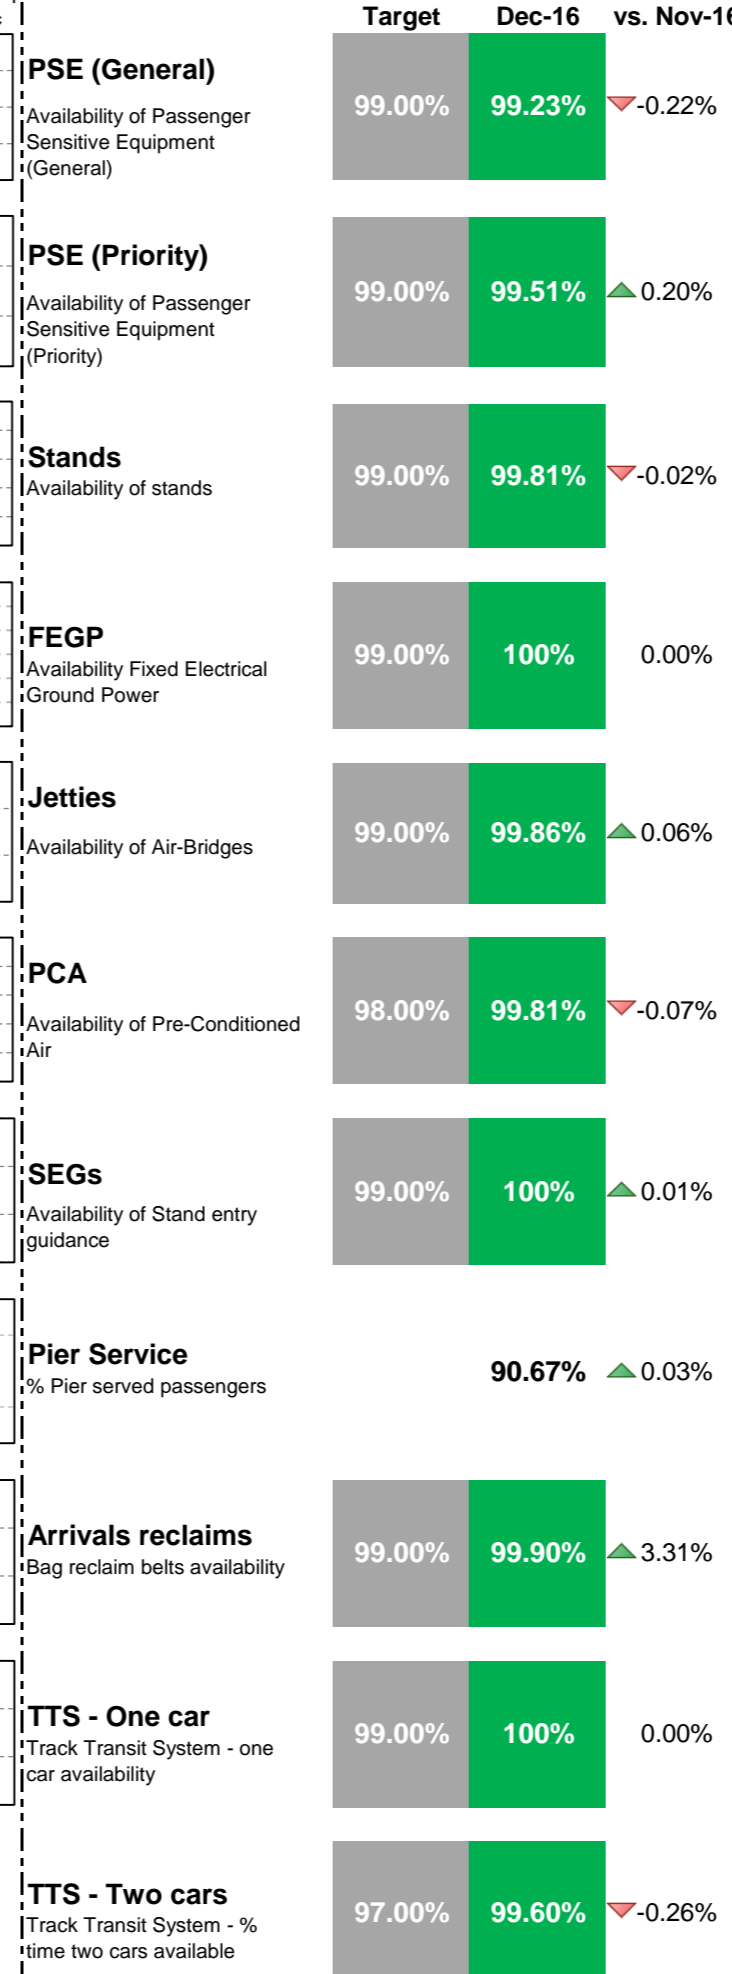 Target Dec-16 vs. Nov-16
PSE (General)
99.00% 99.23% -0.22%
Availability of Passenger
Sensitive Equipment
(General)
PSE (Priority)
99.00% 99.51% 0.20%
Availability of Passenger
Sensitive Equipment
(Priority)
Stands
99.00% 99.81% -0.02%
Availability of stands
FEGP
99.00% 100% 0.00%
Availability Fixed Electrical
Ground Power
Jetties
99.00% 99.86% 0.06%
Availability of Air-Bridges
PCA
99.00% 99.81% -0.07%
Availability of Pre-Conditioned
Air
SEGs
99.00% 100% 0.01%
Availability of Stand entry
guidance
Pier Service
90.67% 0.03%
% Pier served passengers
Arrivals reclaims
99.00% 99.90% 3.31%
Bag reclaim belts availability
TTS - One car
99.00% 100% 0.00%
Track Transit System - one
car availability
TTS - Two cars
97.00% 99.60% -0.26%
Track Transit System - %
time two cars available